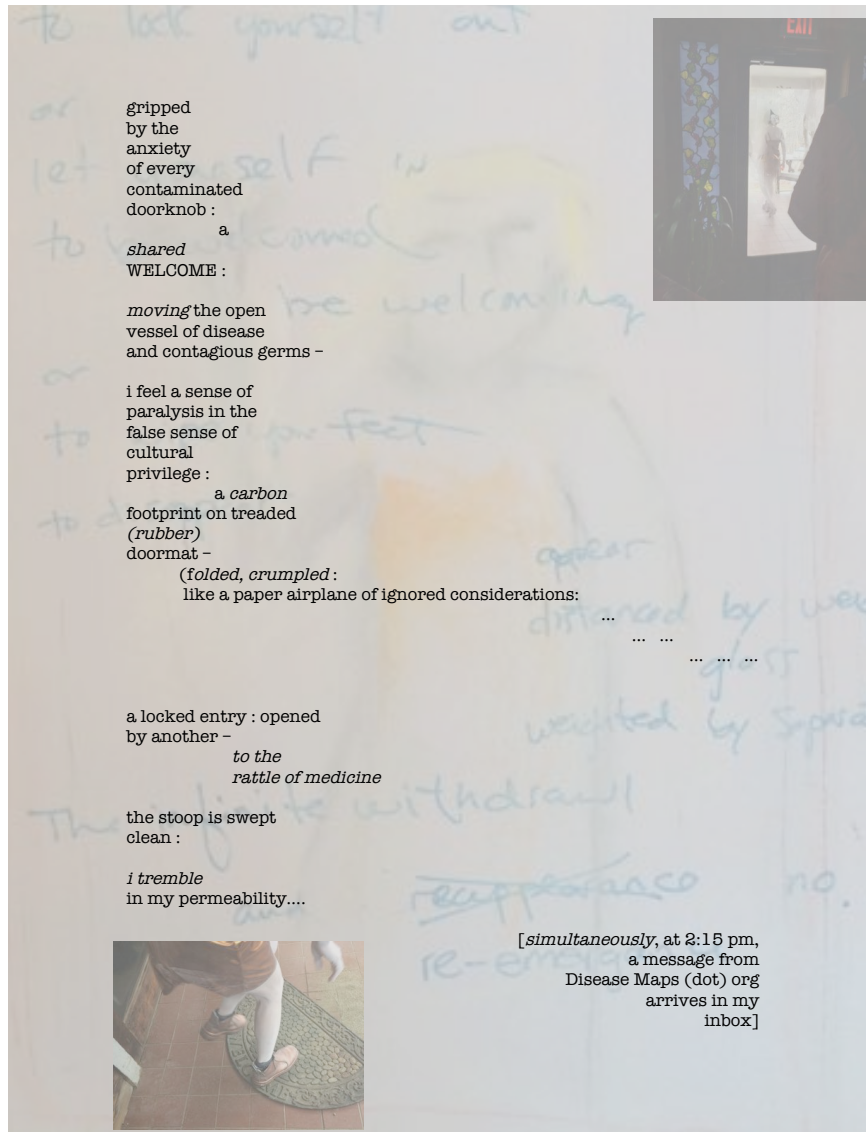 to lock yourself out
EXIT
or
let yourself in
to be welcomed
be welcoming
or
to your feet
to
appear
distanced by
glass
weighted by
The infinite withdrawl
and reappearance no.
gripped
by the
anxiety
of every
contaminated
doorknob :
a
shared
WELCOME :
moving the open
vessel of disease
and contagious germs –
i feel a sense of
paralysis in the
false sense of
cultural
privilege :
a carbon
footprint on treaded
(rubber)
doormat –
(folded, crumpled :
like a paper airplane of ignored considerations:
...
... ...
... ... ...
a locked entry : opened
by another –
to the
rattle of medicine
the stoop is swept
clean :
i tremble
in my permeability....
[simultaneously, at 2:15 pm,
a message from
Disease Maps (dot) org
arrives in my
inbox]